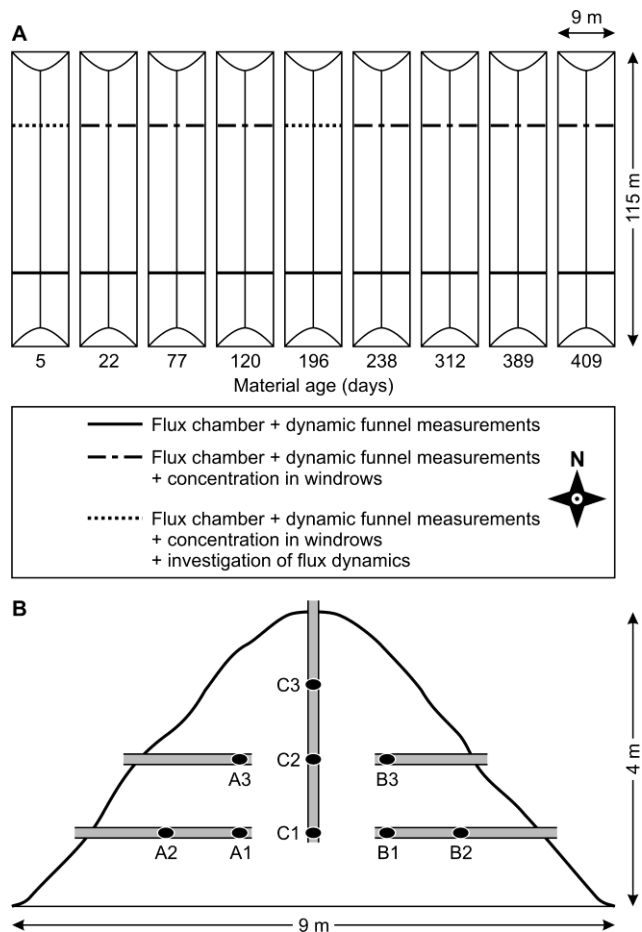 A
9 m
115 m
5 22 77 120 196 238 312 389 409
Material age (days)
Flux chamber + dynamic funnel measurements
Flux chamber + dynamic funnel measurements
+ concentration in windrows
N
Flux chamber + dynamic funnel measurements
+ concentration in windrows
+ investigation of flux dynamics
B
C3
C2
A3
B3
4 m
C1
A2 A1
B1 B2
9 m